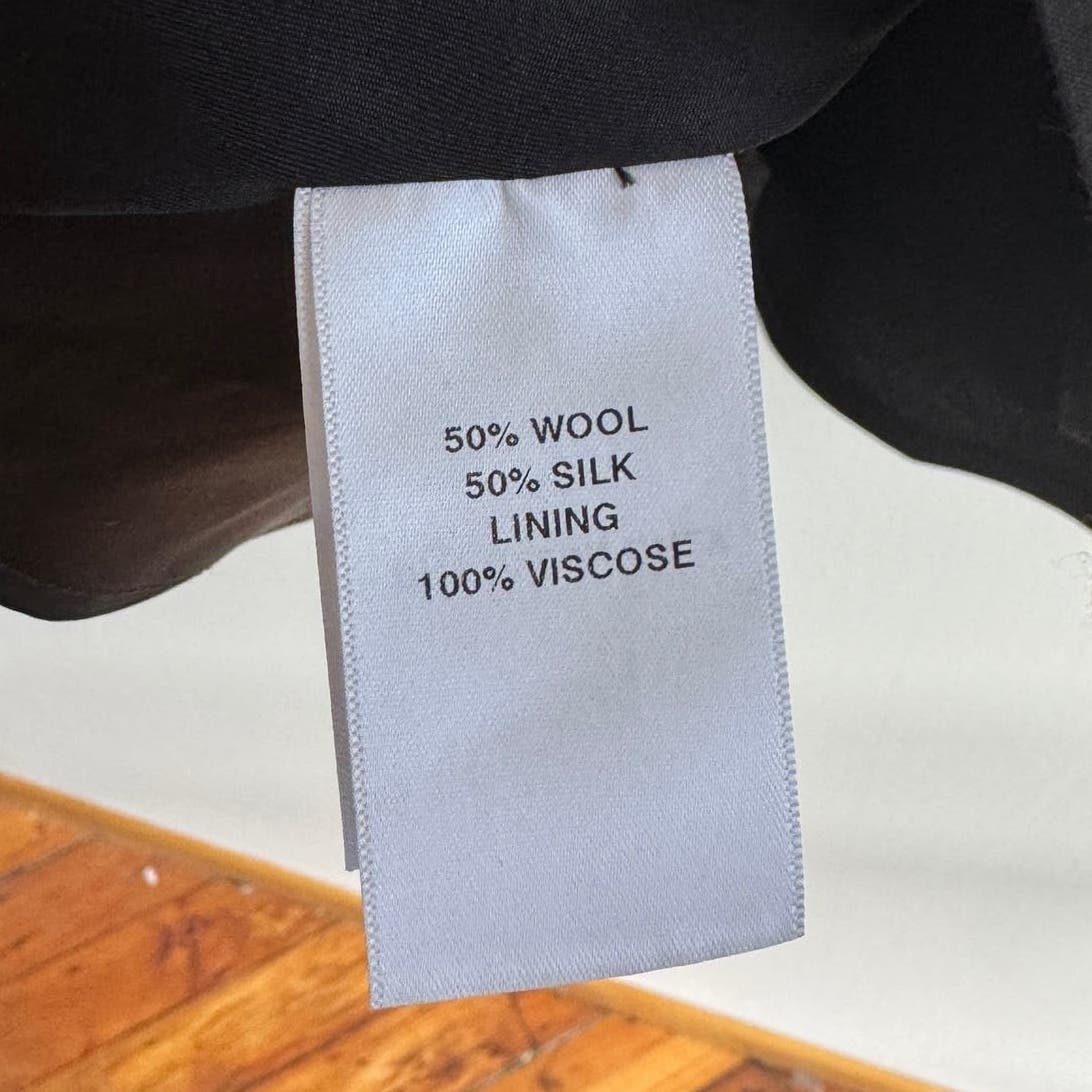 50% WOOL
50% SILK
LINING
100% VISCOSE